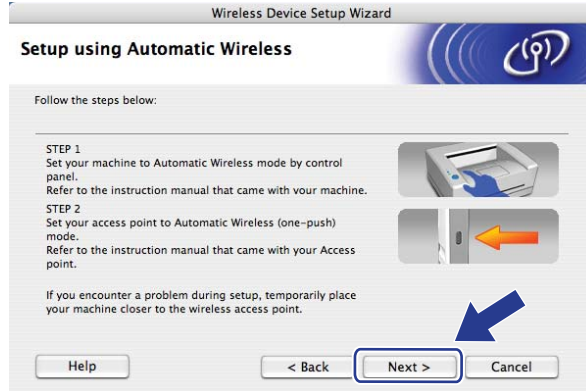 Wireless Device Setup Wizard
Setup using Automatic Wireless
Follow the steps below:
STEP 1
Set your machine to Automatic Wireless mode by control
panel.
Refer to the instruction manual that came with your machine.
STEP 2
Set your access point to Automatic Wireless (one-push)
mode.
Refer to the instruction manual that came with your Access
point.
If you encounter a problem during setup, temporarily place
your machine closer to the wireless access point.
Help
< Back
Next >
Cancel